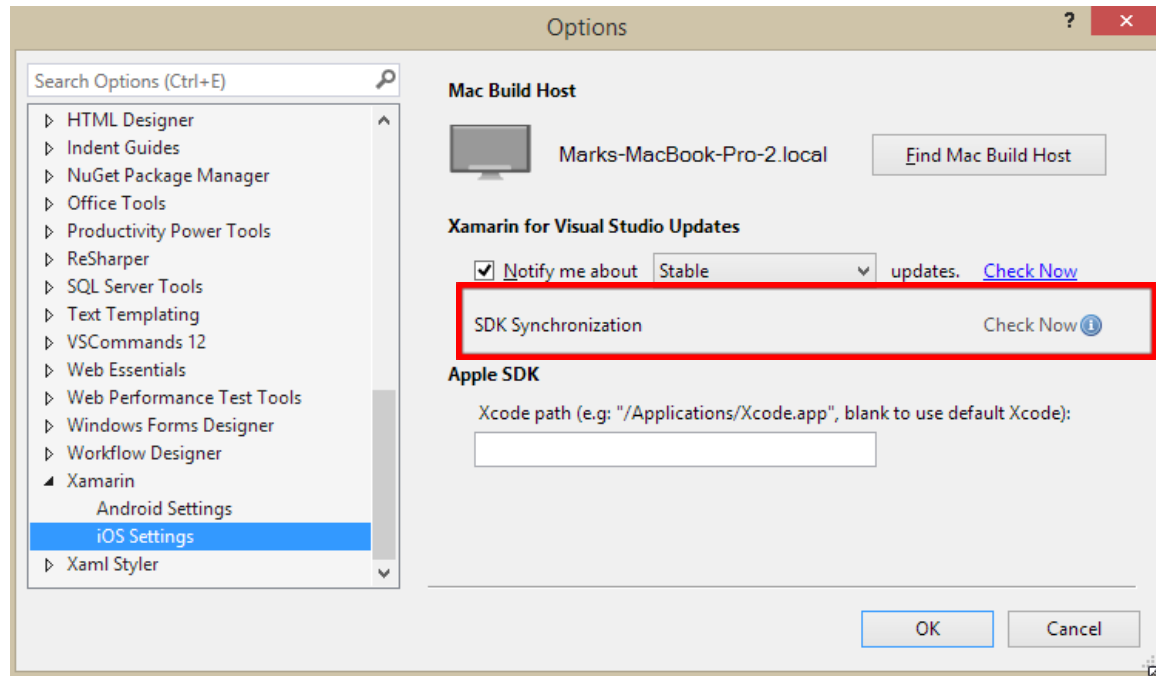 Options
?
Search Options (Ctrl+E)
HTML Designer
Indent Guides
NuGet Package Manager
Office Tools
Productivity Power Tools
ReSharper
SQL Server Tools
Text Templating
VSCommands 12
Web Essentials
Web Performance Test Tools
Windows Forms Designer
Workflow Designer
Xamarin
Android Settings
iOS Settings
Xaml Styler
Mac Build Host
Marks-MacBook-Pro-2.local Find Mac Build Host
Xamarin for Visual Studio Updates
Notify me about Stable updates. Check Now
SDK Synchronization Check Now
Apple SDK
Xcode path (e.g: "/Applications/Xcode.app", blank to use default Xcode):
OK Cancel